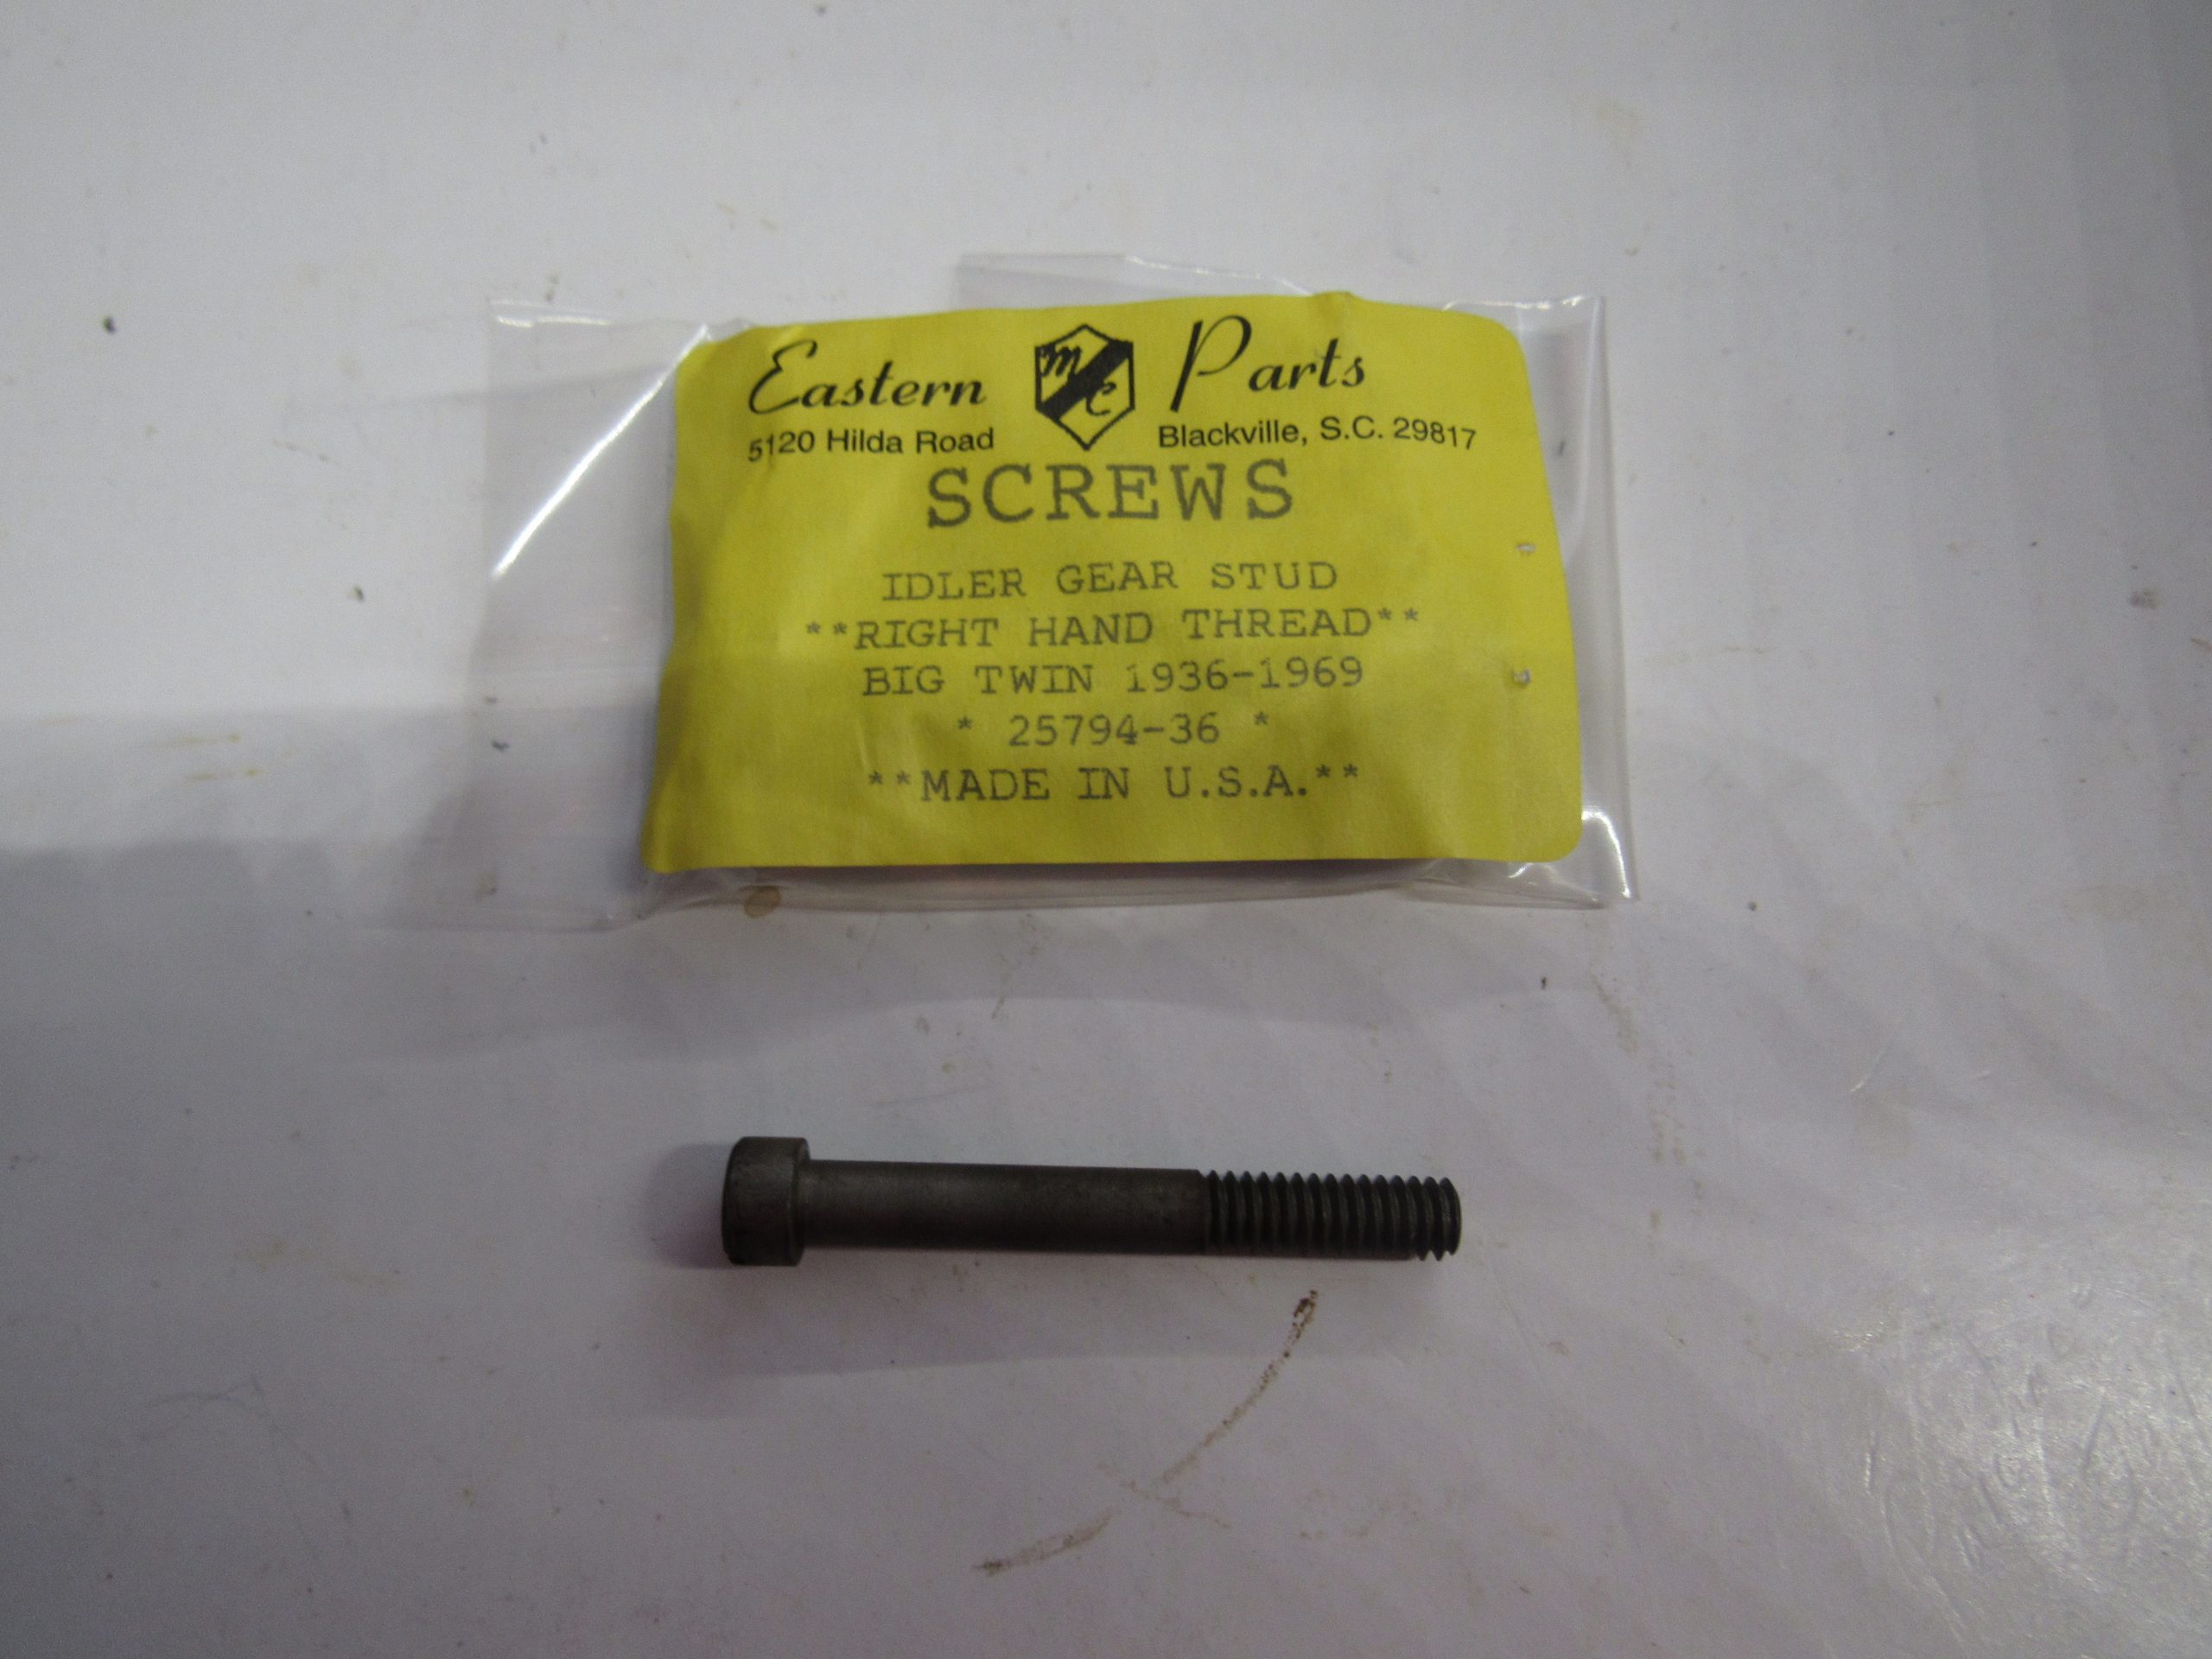 Eastern mc Parts
5120 Hilda Road Blackville, S.C. 29817
SCREWS
IDLER GEAR STUD
**RIGHT HAND THREAD**
BIG TWIN 1936-1969
* 25794-36 *
**MADE IN U.S.A.**